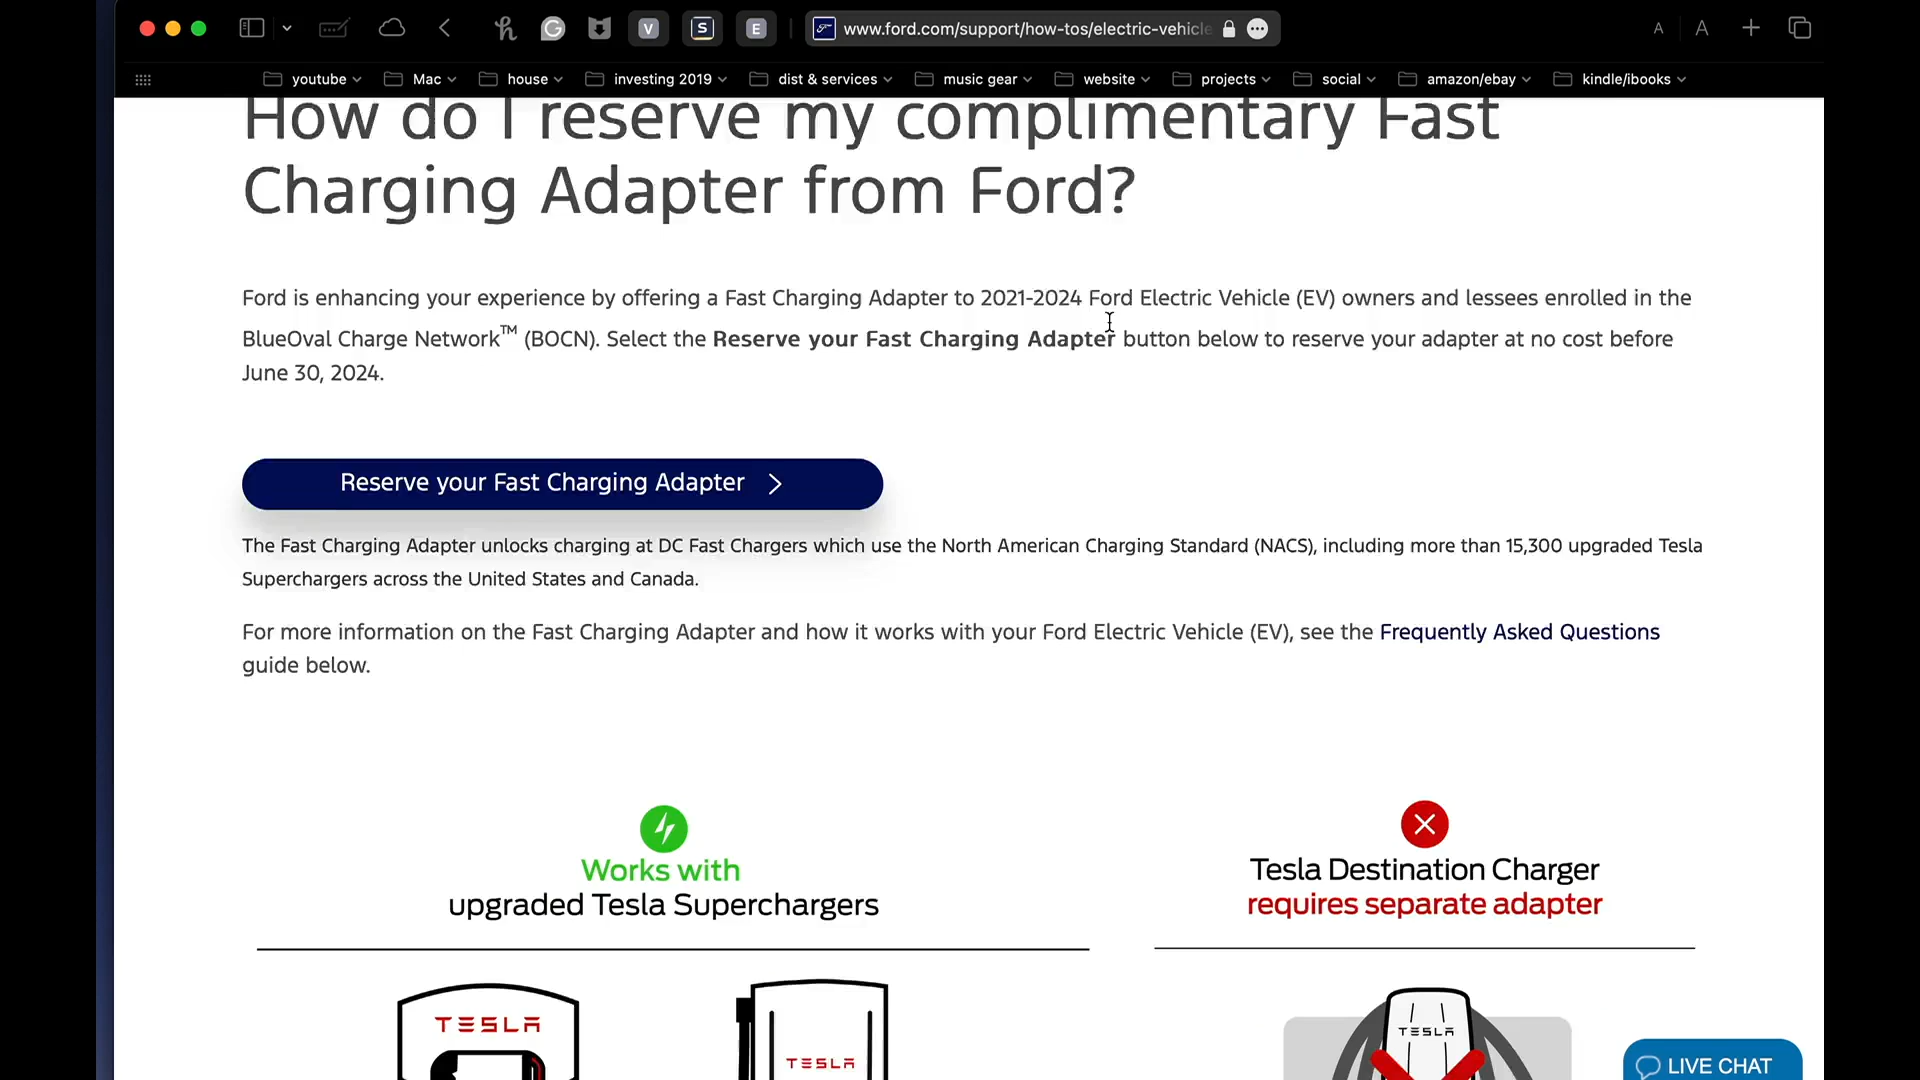 V
S
E
www.ford.com/support/how-tos/electric-vehicle
A
A
youtube
Mac
house
investing 2019
dist & services
music gear
website
projects
social
amazon/ebay
kindle/ibooks
How do I reserve my complimentary Fast
Charging Adapter from Ford?
Ford is enhancing your experience by offering a Fast Charging Adapter to 2021-2024 Ford Electric Vehicle (EV) owners and lessees enrolled in the
BlueOval Charge Network™ (BOCN). Select the Reserve your Fast Charging Adapter button below to reserve your adapter at no cost before
June 30, 2024.
Reserve your Fast Charging Adapter
The Fast Charging Adapter unlocks charging at DC Fast Chargers which use the North American Charging Standard (NACS), including more than 15,300 upgraded Tesla
Superchargers across the United States and Canada.
For more information on the Fast Charging Adapter and how it works with your Ford Electric Vehicle (EV), see the Frequently Asked Questions
guide below.
Works with
upgraded Tesla Superchargers
Tesla Destination Charger
requires separate adapter
TESLA
TESLA
TESLA
LIVE CHAT